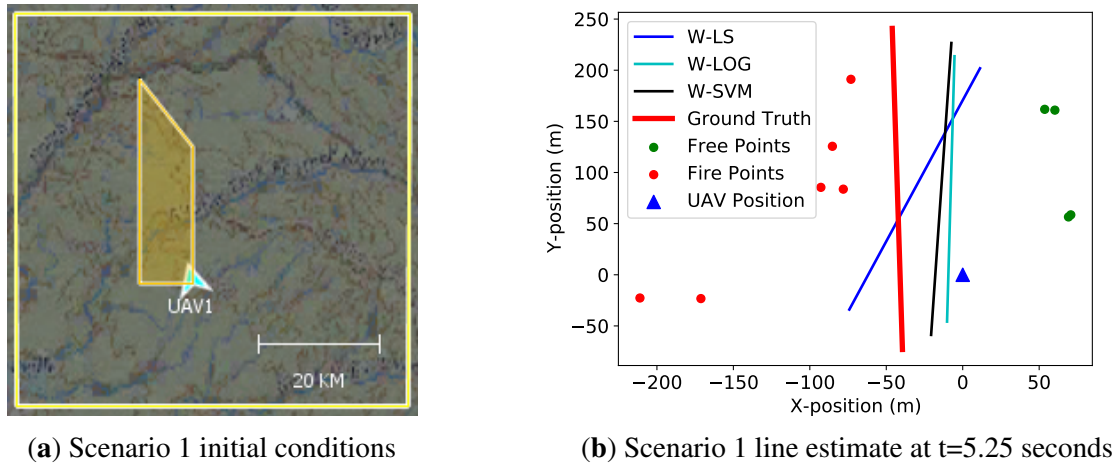 UAV1
20 KM
W-LS
W-LOG
W-SVM
Ground Truth
Free Points
Fire Points
UAV Position
250
200
150
100
50
0
−50
Y-position (m)
−200
−150
−100
−50
0
50
X-position (m)
(a) Scenario 1 initial conditions
(b) Scenario 1 line estimate at t=5.25 seconds